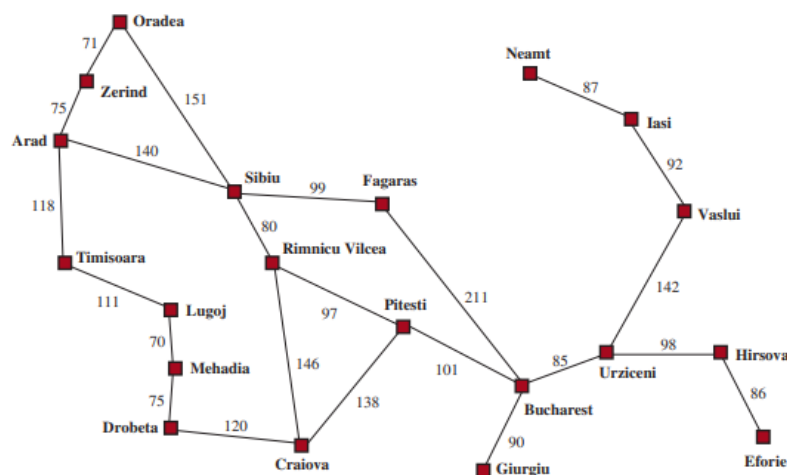 Oradea
71
Neamt
87
Zerind
151
75
Iasi
Arad
140
92
Sibiu
Fagaras
99
118
80
Vaslui
Timisoara
Rimnicu Vilcea
111
211
142
Lugoj
97
Pitesti
70
98
Hirsova
146
85
Mehadia
101
Urziceni
75
138
86
Bucharest
Drobeta
120
90
Eforie
Craiova
Giurgiu